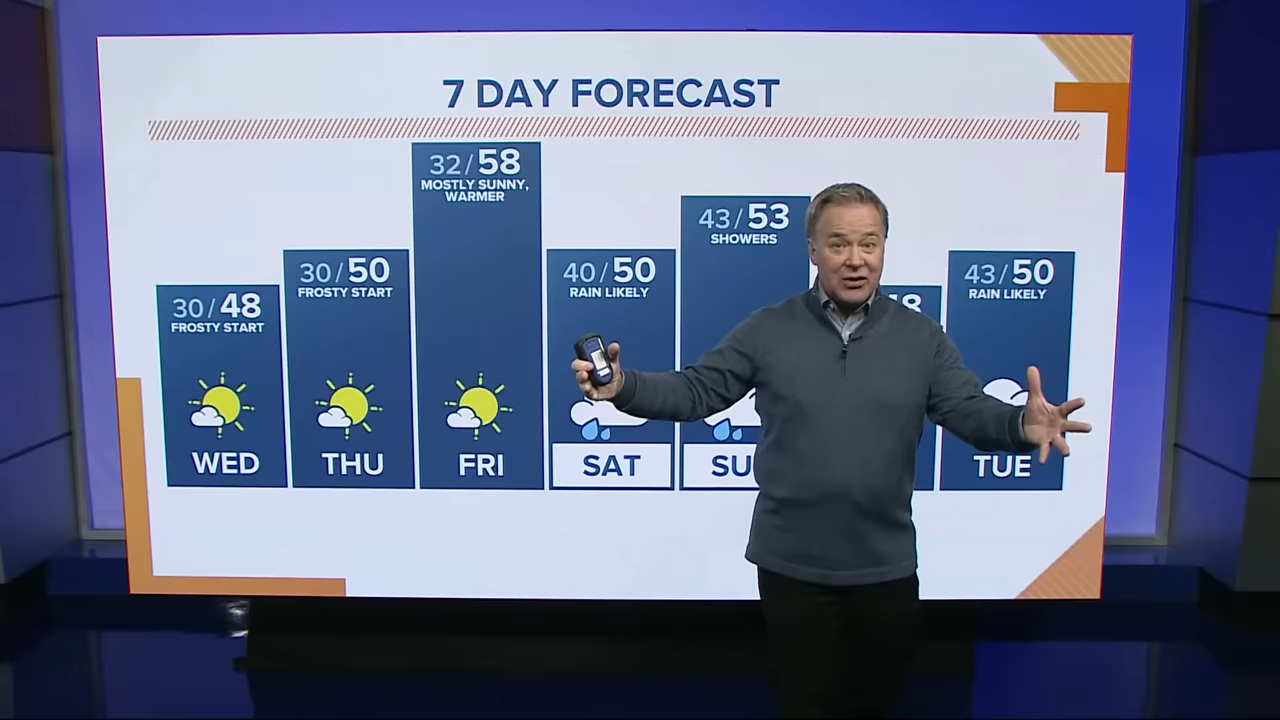 7 DAY FORECAST
30/48
FROSTY START
WED
30/50
FROSTY START
THU
32/58
MOSTLY SUNNY,
WARMER
FRI
40/50
RAIN LIKELY
SAT
43/53
SHOWERS
SU
43/50
RAIN LIKELY
TUE